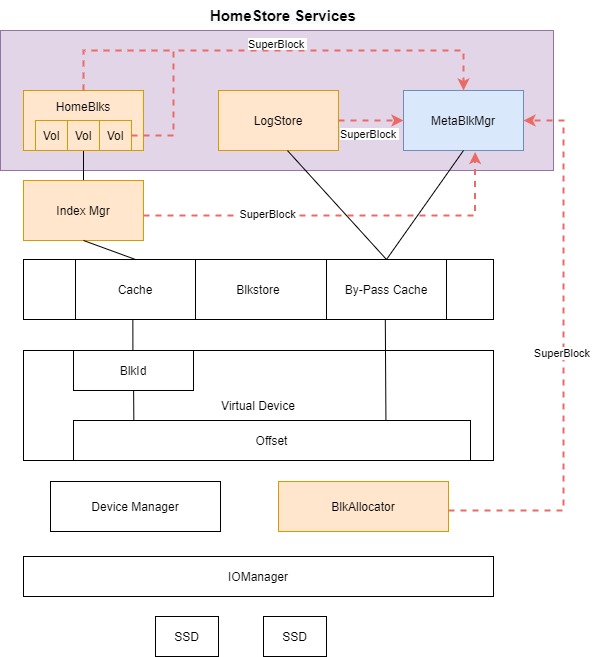 HomeStore Services
SuperBlock
HomeBlks
Vol Vol Vol
LogStore
SuperBlock
MetaBlkMgr
Index Mgr
SuperBlock
Cache
Blkstore
By-Pass Cache
SuperBlock
BlkId
Virtual Device
Offset
Device Manager
BlkAllocator
IOManager
SSD
SSD